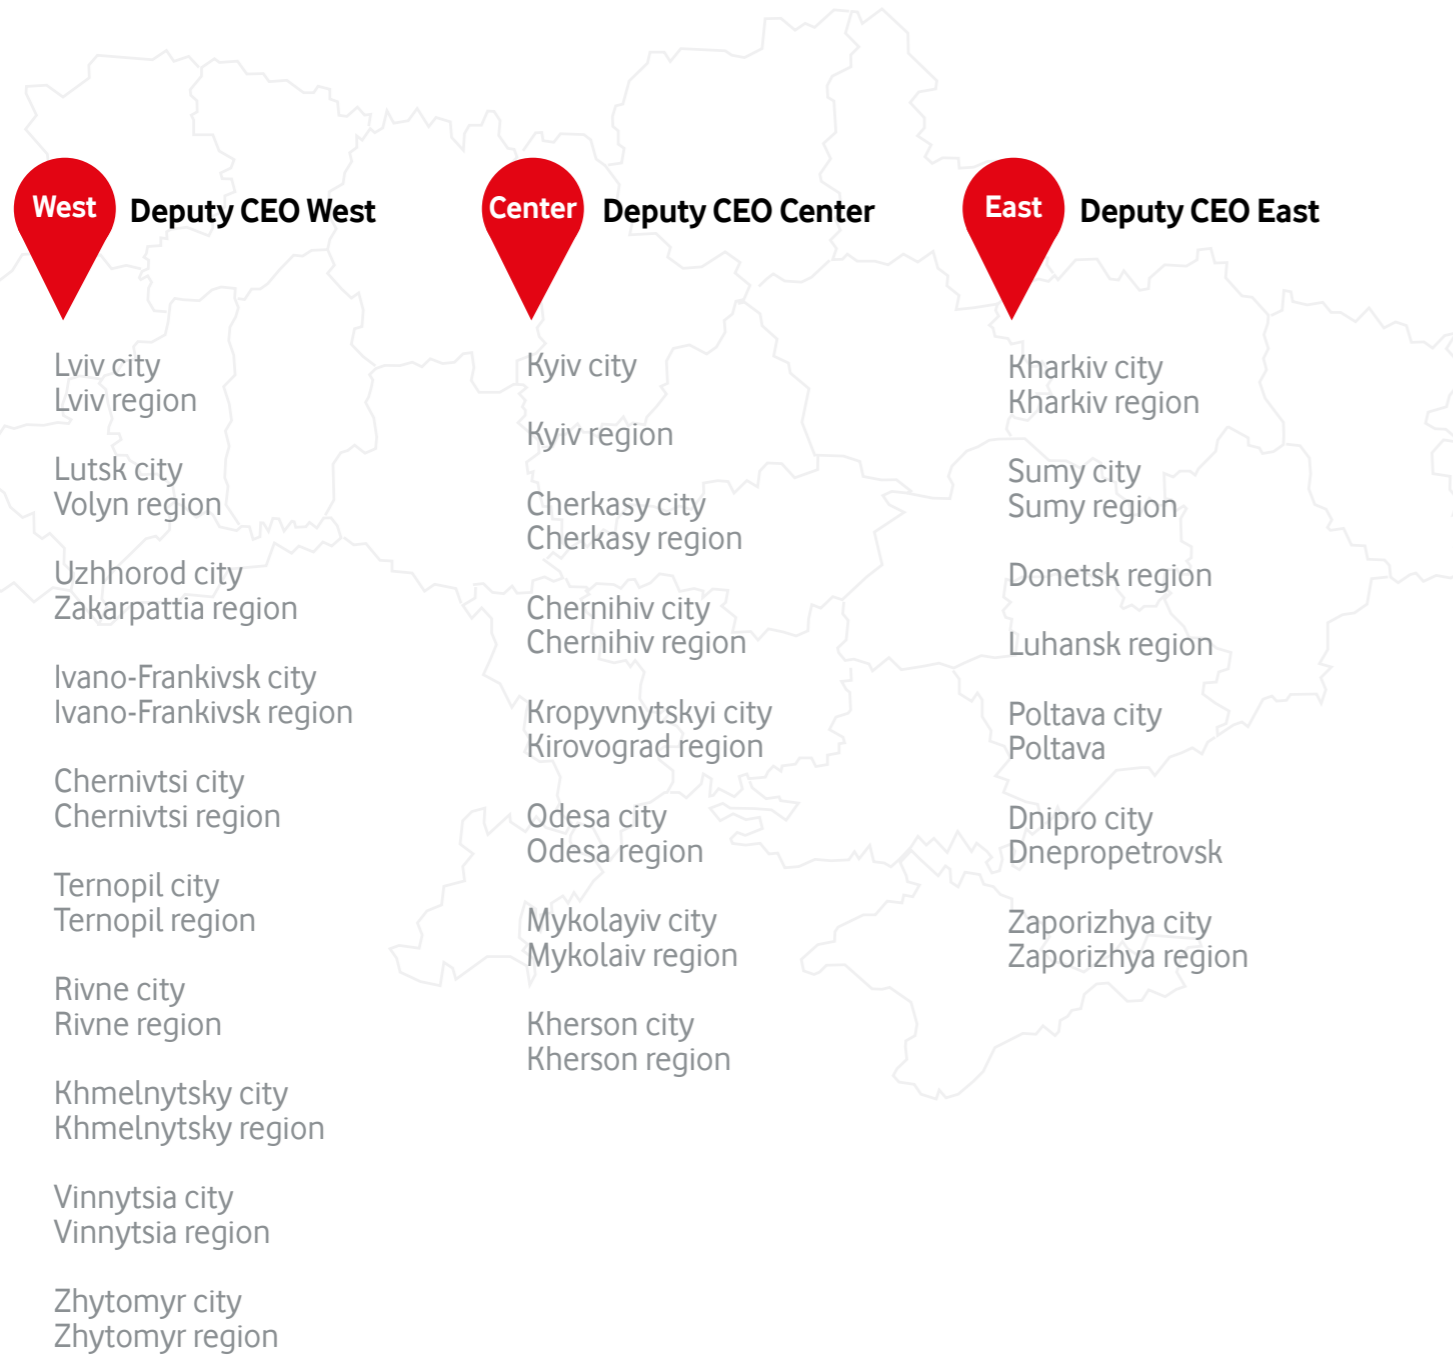 West
Deputy CEO West
Lviv city
Lviv region
Lutsk city
Volyn region
Uzhhorod city
Zakarpattia region
Ivano-Frankivsk city
Ivano-Frankivsk region
Chernivtsi city
Chernivtsi region
Ternopil city
Ternopil region
Rivne city
Rivne region
Khmelnytsky city
Khmelnytsky region
Vinnytsia city
Vinnytsia region
Zhytomyr city
Zhytomyr region
Center
Deputy CEO Center
Kyiv city
Kyiv region
Cherkasy city
Cherkasy region
Chernihiv city
Chernihiv region
Kropyvnytskyi city
Kirovograd region
Odesa city
Odesa region
Mykolayiv city
Mykolaiv region
Kherson city
Kherson region
East
Deputy CEO East
Kharkiv city
Kharkiv region
Sumy city
Sumy region
Donetsk region
Luhansk region
Poltava city
Poltava
Dnipro city
Dnepropetrovsk
Zaporizhya city
Zaporizhya region